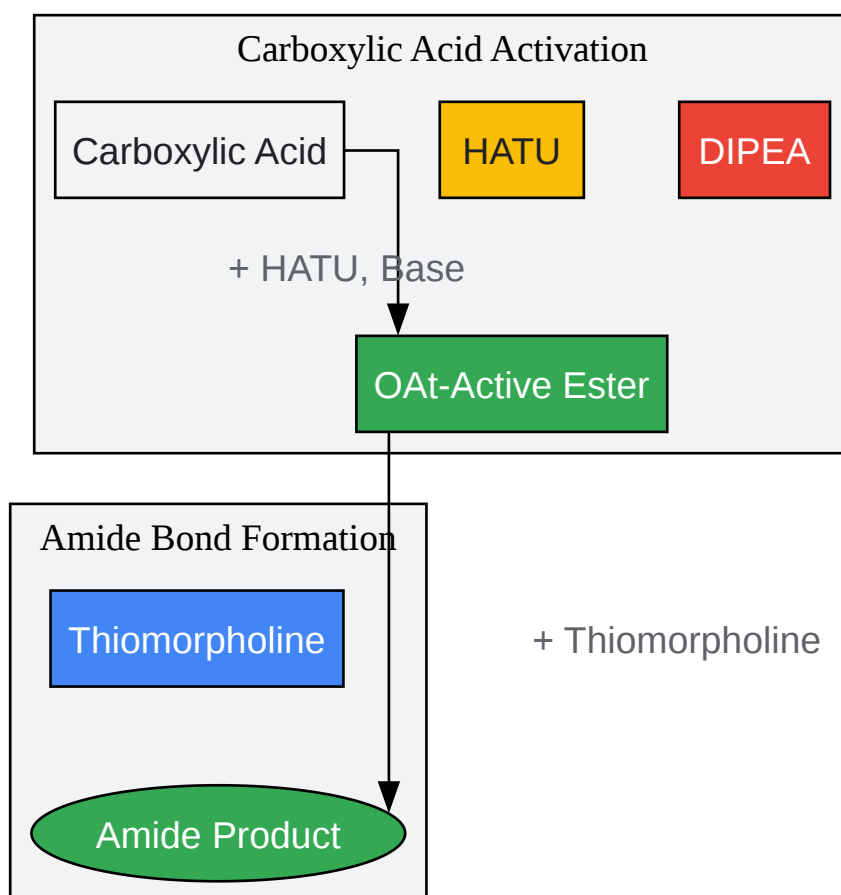 Carboxylic Acid Activation
Carboxylic Acid
HATU
DIPEA
+ HATU, Base
OAt-Active Ester
Amide Bond Formation
Thiomorpholine
+ Thiomorpholine
Amide Product